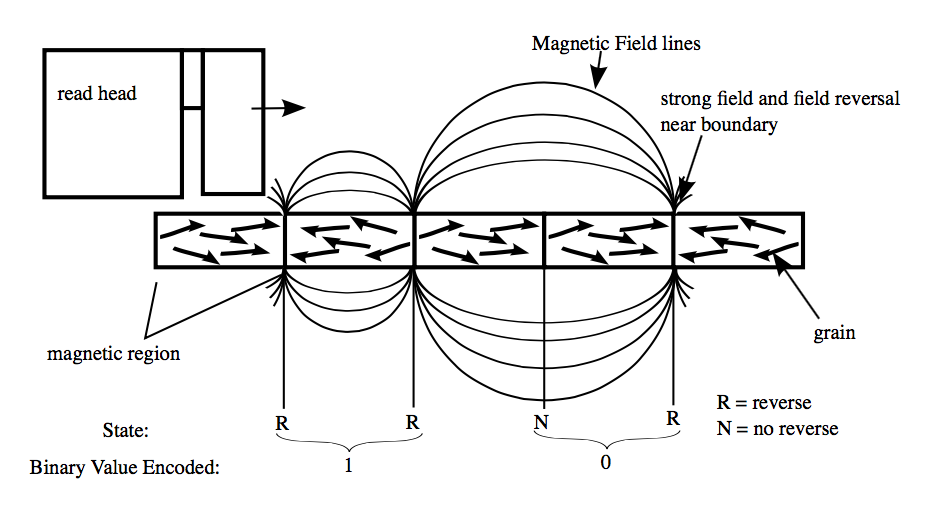 Magnetic Field lines
read head
strong field and field reversal
near boundary
grain
magnetic region
R = reverse
N = no reverse
State: R R N R
Binary Value Encoded: 1 0